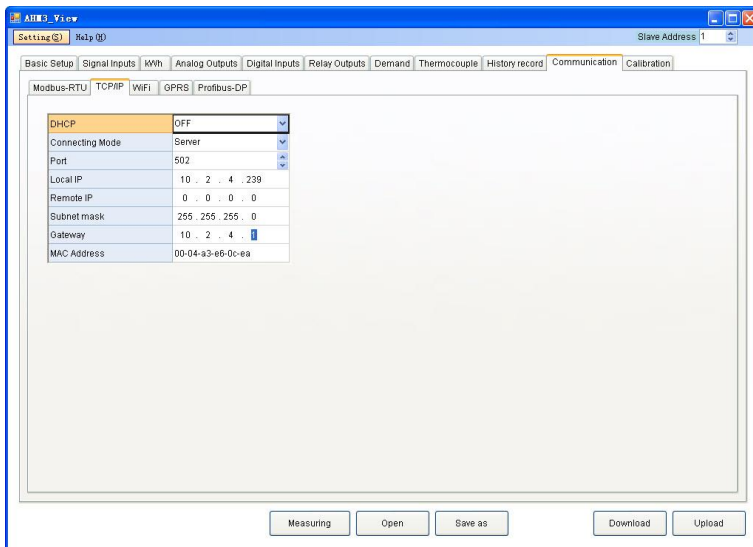 AHM3_View
Setting(S) Help(H) Slave Address 1
Basic Setup Signal Inputs kWh Analog Outputs Digital Inputs Relay Outputs Demand Thermocouple History record Communication Calibration
Modbus-RTU TCP/IP WiFi GPRS Profibus-DP
DHCP OFF
Connecting Mode Server
Port 502
Local IP 10 . 2 . 4 . 239
Remote IP 0 . 0 . 0 . 0
Subnet mask 255 . 255 . 255 . 0
Gateway 10 . 2 . 4 . 1
MAC Address 00-04-a3-e6-0c-ea
Measuring Open Save as Download Upload